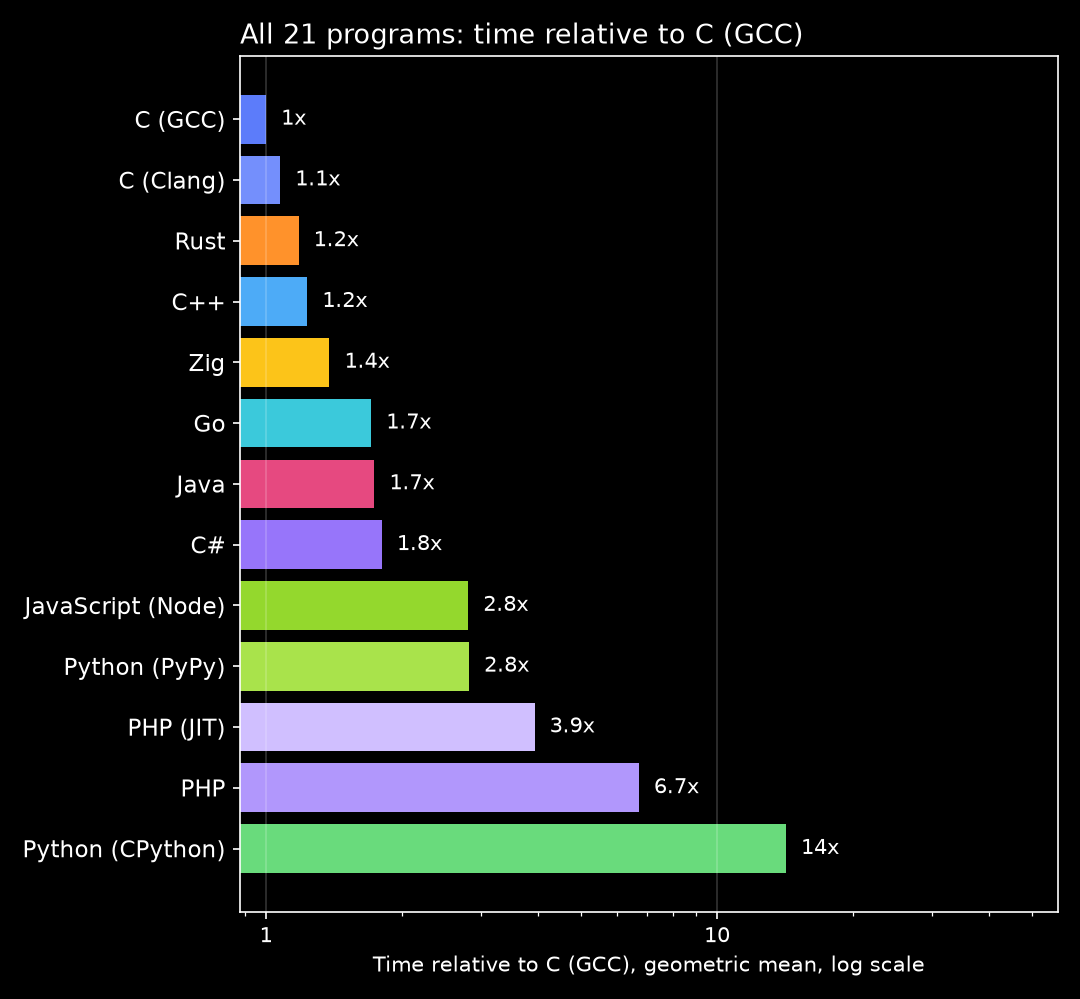 All 21 programs: time relative to C (GCC)
C (GCC) 1x
C (Clang) 1.1x
Rust 1.2x
C++ 1.2x
Zig 1.4x
Go 1.7x
Java 1.7x
C# 1.8x
JavaScript (Node) 2.8x
Python (PyPy) 2.8x
PHP (JIT) 3.9x
PHP 6.7x
Python (CPython) 14x
1 10
Time relative to C (GCC), geometric mean, log scale